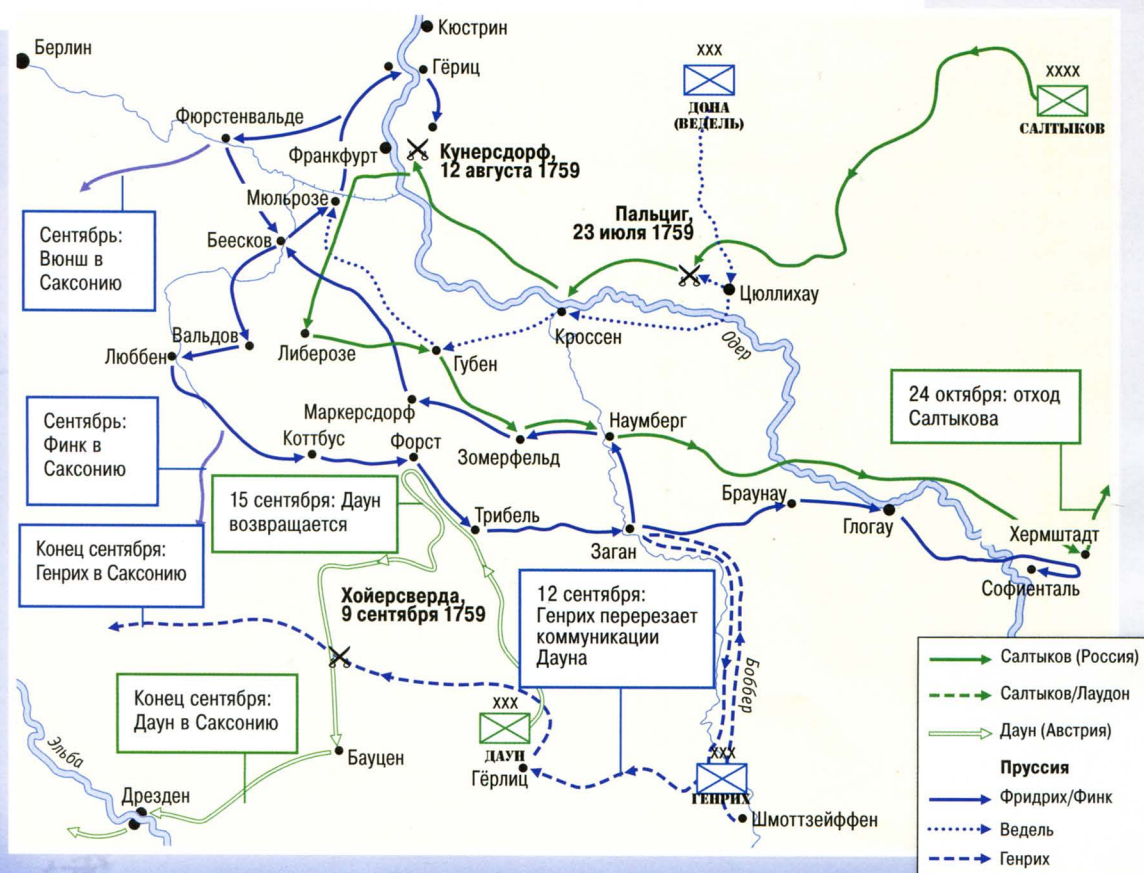 Кюстрин
Берлин
XXX
Гёриц
XXXX
ДОНА
(ВЕДЕЛЬ)
САЛТЫКОВ
Фюрстенвальде
Франкфурт
Кунерсдорф,
12 августа 1759
Мюльрозе
Пальциг,
23 июля 1759
Сентябрь:
Вюнш в
Саксонию
Беесков
Цюллихау
Кроссен
Одер
Вальдов
Люббен
Либерозе
Губен
24 октября: отход
Салтыкова
Маркерсдорф
Наумберг
Сентябрь:
Финк в
Саксонию
Коттбус
Форст
Зомерфельд
15 сентября: Даун
возвращается
Браунау
Трибель
Глогау
Хермштадт
Конец сентября:
Генрих в Саксонию
Заган
Софиенталь
Хойерсверда,
9 сентября 1759
12 сентября:
Генрих перерезает
коммуникации
Дауна
Боббер
Конец сентября:
Даун в Саксонию
XXX
ДАУН
Гёрлиц
Бауцен
Эльба
XXX
ГЕНРИХ
Дрезден
Шмоттзейффен
Салтыков (Россия)
Салтыков/Лаудон
Даун (Австрия)
Пруссия
Фридрих/Финк
Ведель
Генрих